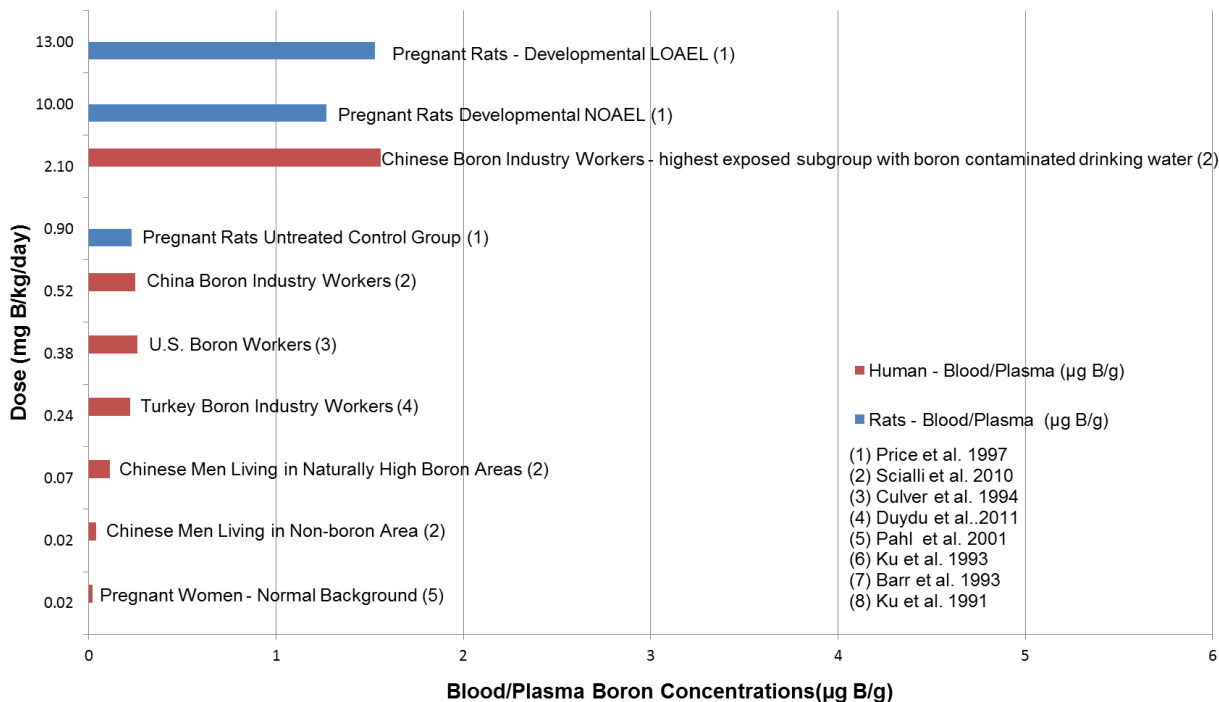 13.00
Pregnant Rats - Developmental LOAEL (1)
10.00
Pregnant Rats Developmental NOAEL (1)
2.10
Chinese Boron Industry Workers - highest exposed subgroup with boron contaminated drinking water (2)
0.90
Pregnant Rats Untreated Control Group (1)
0.52
China Boron Industry Workers (2)
0.38
U.S. Boron Workers (3)
0.24
Turkey Boron Industry Workers (4)
0.07
Chinese Men Living in Naturally High Boron Areas (2)
0.02
Chinese Men Living in Non-boron Area (2)
0.02
Pregnant Women - Normal Background (5)
Dose (mg B/kg/day)
Human - Blood/Plasma (µg B/g)
Rats - Blood/Plasma (µg B/g)
(1) Price et al. 1997
(2) Scialli et al. 2010
(3) Culver et al. 1994
(4) Duydu et al..2011
(5) Pahl et al. 2001
(6) Ku et al. 1993
(7) Barr et al. 1993
(8) Ku et al. 1991
0 1 2 3 4 5 6
Blood/Plasma Boron Concentrations(µg B/g)